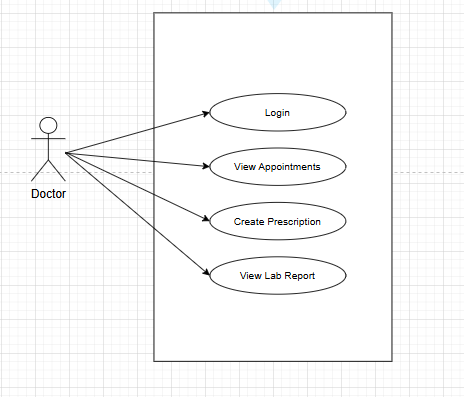 Login
View Appointments
Doctor
Create Prescription
View Lab Report